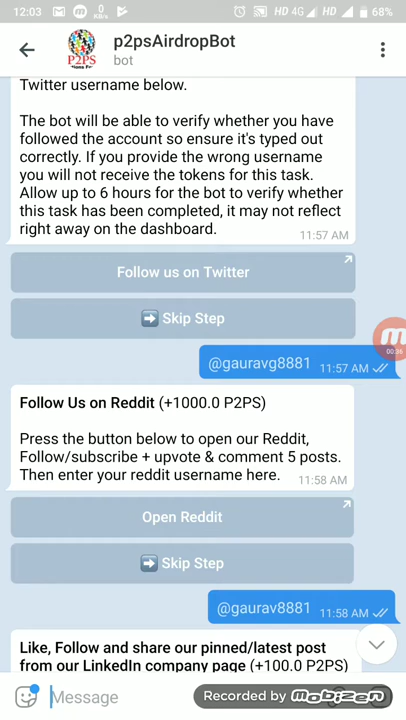 12:03 0 K/s HD 4G HD 68%
p2psAirdropBot
P2PS
bot
Twitter username below.
The bot will be able to verify whether you have
followed the account so ensure it's typed out
correctly. If you provide the wrong username
you will not receive the tokens for this task.
Allow up to 6 hours for the bot to verify whether
this task has been completed, it may not reflect
right away on the dashboard.
11:57 AM
Follow us on Twitter
Skip Step
00:36
@gauravg8881 11:57 AM
Follow Us on Reddit (+1000.0 P2PS)
Press the button below to open our Reddit,
Follow/subscribe + upvote & comment 5 posts.
Then enter your reddit username here. 11:58 AM
Open Reddit
Skip Step
@gaurav8881 11:58 AM
Like, Follow and share our pinned/latest post
from our LinkedIn company page (+100.0 P2PS)
Message
Recorded by mobizen